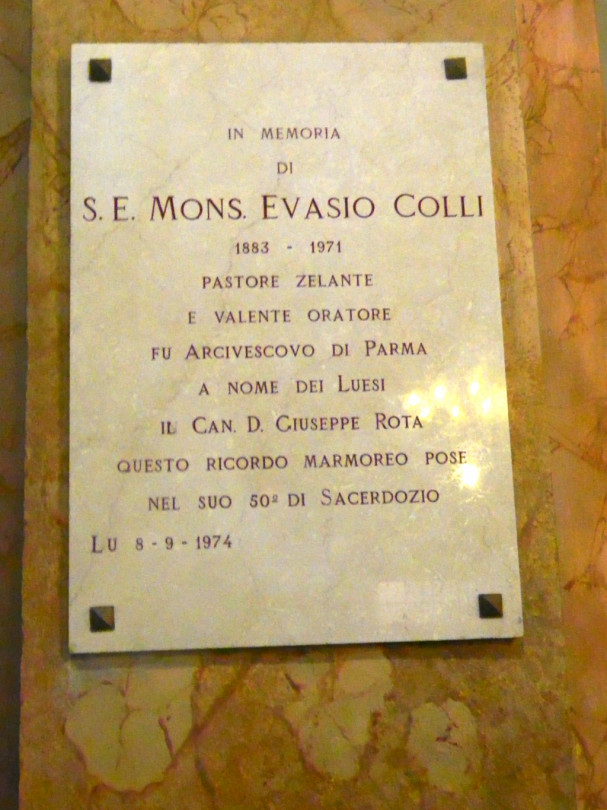 IN MEMORIA
DI
S. E. MONS. EVASIO COLLI
1883 - 1971
PASTORE ZELANTE
E VALENTE ORATORE
FU ARCIVESCOVO DI PARMA
A NOME DEI LUESI
IL CAN. D. GIUSEPPE ROTA
QUESTO RICORDO MARMOREO POSE
NEL SUO 50º DI SACERDOZIO
LU 8 - 9 - 1974